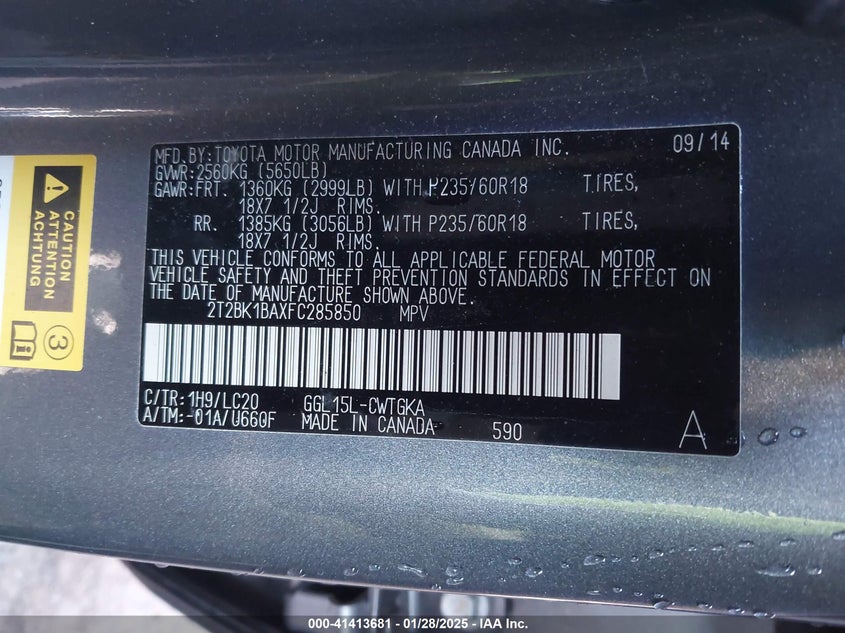 MFD.BY:TOYOTA MOTOR MANUFACTURING CANADA INC. 09/14
GVWR:2560KG (5650LB)
GAWR:FRT. 1360KG (2999LB) WITH P235/60R18 TIRES,
18X7 1/2J RIMS.
RR. 1385KG (3056LB) WITH P235/60R18 TIRES,
18X7 1/2J RIMS.
THIS VEHICLE CONFORMS TO ALL APPLICABLE FEDERAL MOTOR
VEHICLE SAFETY AND THEFT PREVENTION STANDARDS IN EFFECT ON
THE DATE OF MANUFACTURE SHOWN ABOVE.
2T2BK1BAXFC285850 MPV
C/TR:1H9/LC20 GGL15L-CWTGKA
A/TM:-01A/U660F MADE IN CANADA 590 A
CAUTION
ATTENTION
ACHTUNG
3
000-41413681 - 01/28/2025 - IAA Inc.